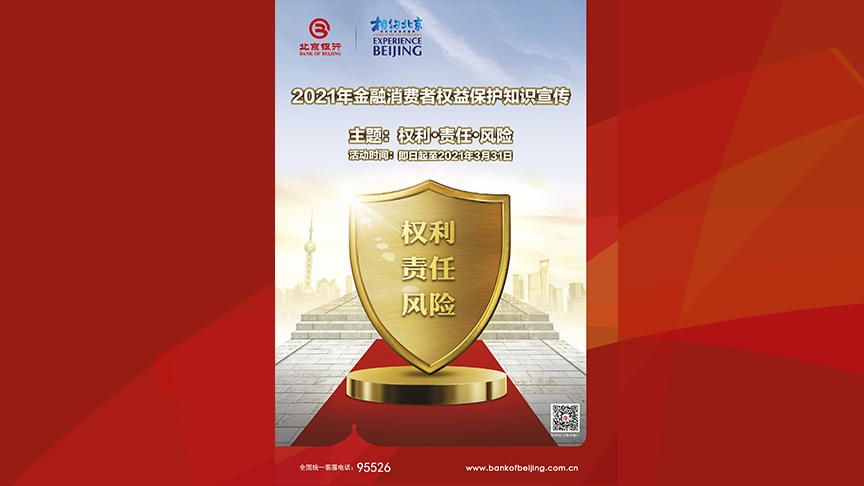 北京银行
BANK OF BEIJING
相约北京
EXPERIENCE
BEIJING
2021年金融消费者权益保护知识宣传
主题：权利·责任·风险
活动时间：即日起至2021年3月31日
权利
责任
风险
全国统一客服电话：95526
www.bankofbeijing.com.cn